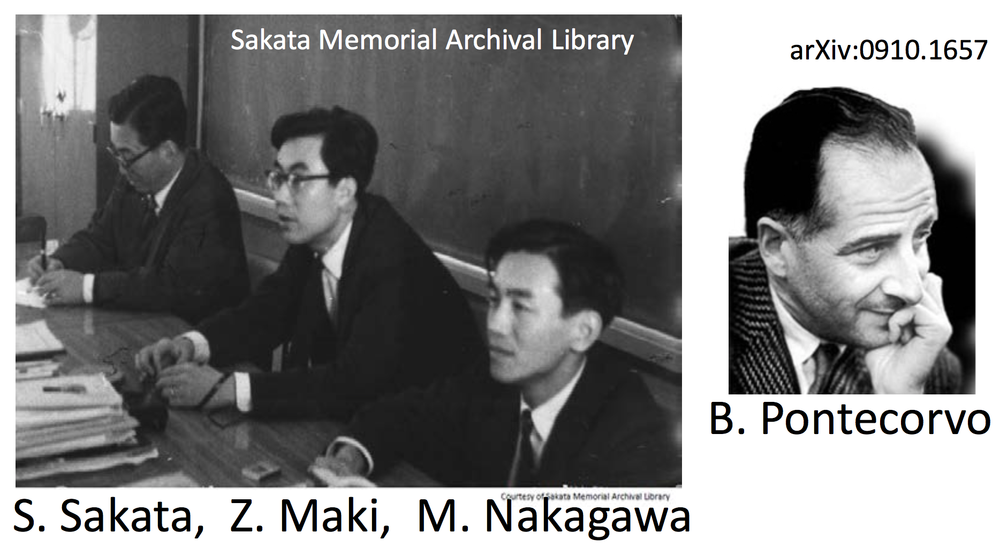 Sakata Memorial Archival Library
arXiv:0910.1657
B. Pontecorvo
Courtesy of Sakata Memorial Archival Library
S. Sakata, Z. Maki, M. Nakagawa